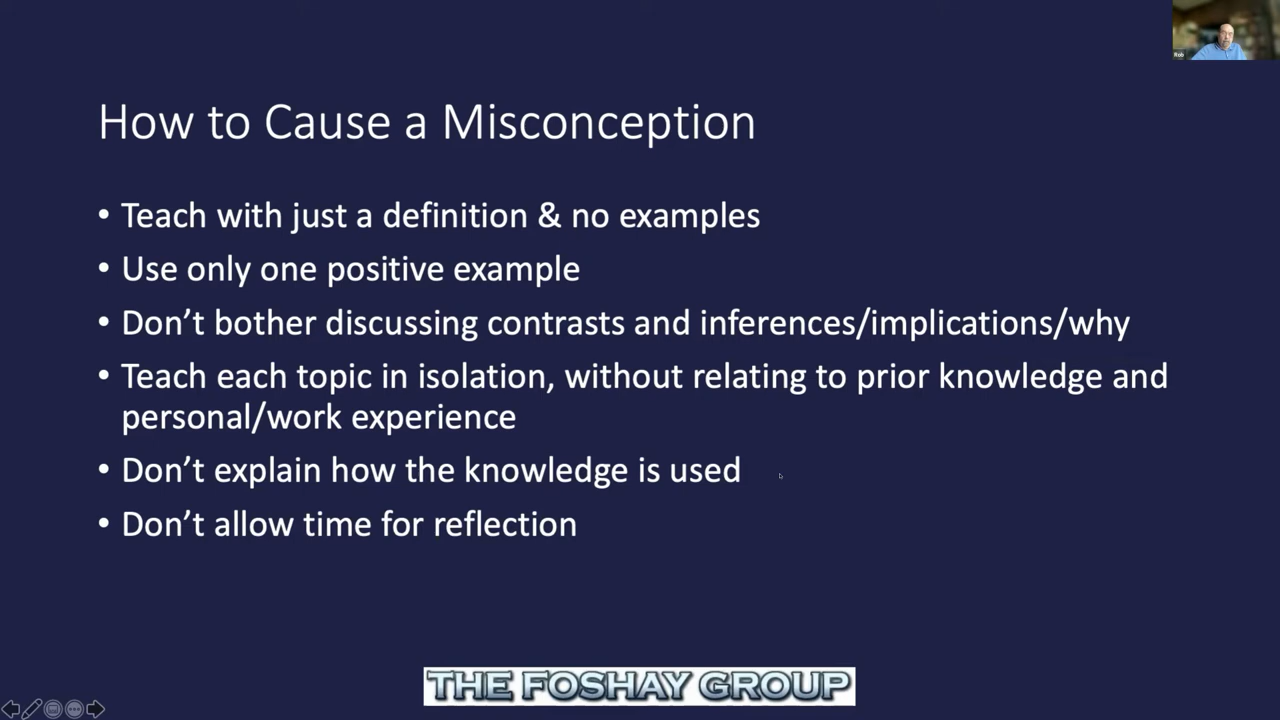 Rob
How to Cause a Misconception
• Teach with just a definition & no examples
• Use only one positive example
• Don’t bother discussing contrasts and inferences/implications/why
• Teach each topic in isolation, without relating to prior knowledge and
personal/work experience
• Don’t explain how the knowledge is used
• Don’t allow time for reflection
THE FOSHAY GROUP